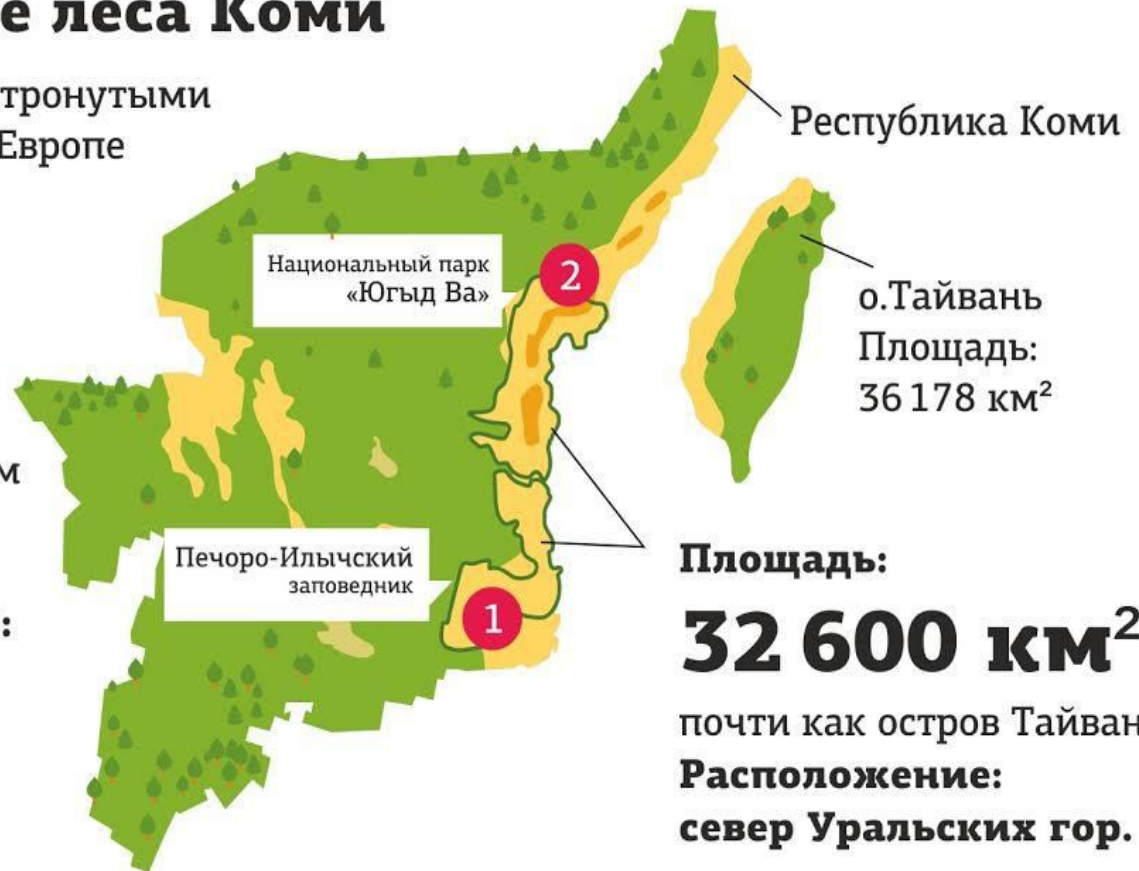 е леса Коми
тронутыми
Европе
Республика Коми
Национальный парк
«Югыд Ва»
2
о.Тайвань
Площадь:
36 178 км²
м
Печоро-Илычский
заповедник
1
:
Площадь:
32 600 км²
почти как остров Тайван
Расположение:
север Уральских гор.